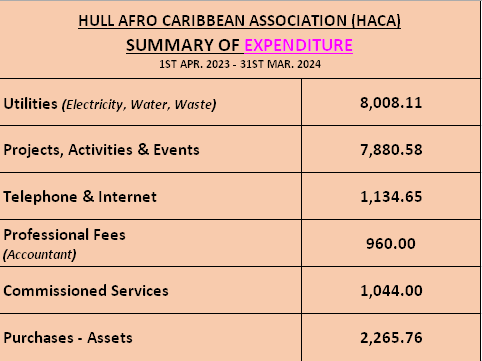 HULL AFRO CARIBBEAN ASSOCIATION (HACA)
SUMMARY OF EXPENDITURE
1ST APR. 2023 - 31ST MAR. 2024
Utilities (Electricity, Water, Waste) 8,008.11
Projects, Activities & Events 7,880.58
Telephone & Internet 1,134.65
Professional Fees
(Accountant) 960.00
Commissioned Services 1,044.00
Purchases - Assets 2,265.76